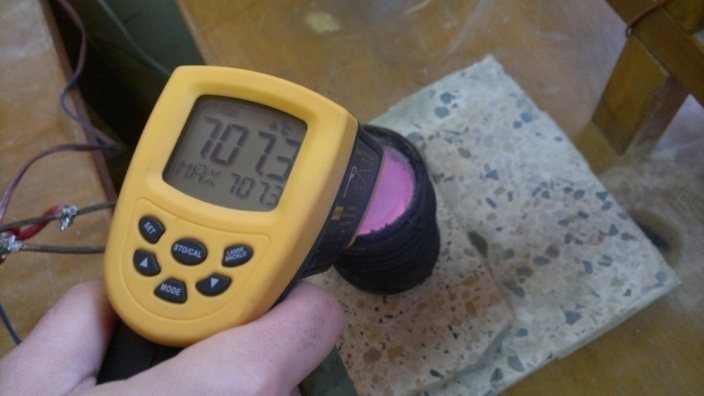 707.3
MAX 707.3
SET
STO/CAL
LASER
BACKLIT
▲
▼
MODE